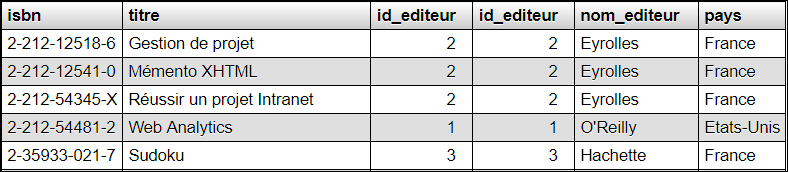 isbn titre id_editeur id_editeur nom_editeur pays
2-212-12518-6 Gestion de projet 2 2 Eyrolles France
2-212-12541-0 Mémento XHTML 2 2 Eyrolles France
2-212-54345-X Réussir un projet Intranet 2 2 Eyrolles France
2-212-54481-2 Web Analytics 1 1 O'Reilly Etats-Unis
2-35933-021-7 Sudoku 3 3 Hachette France